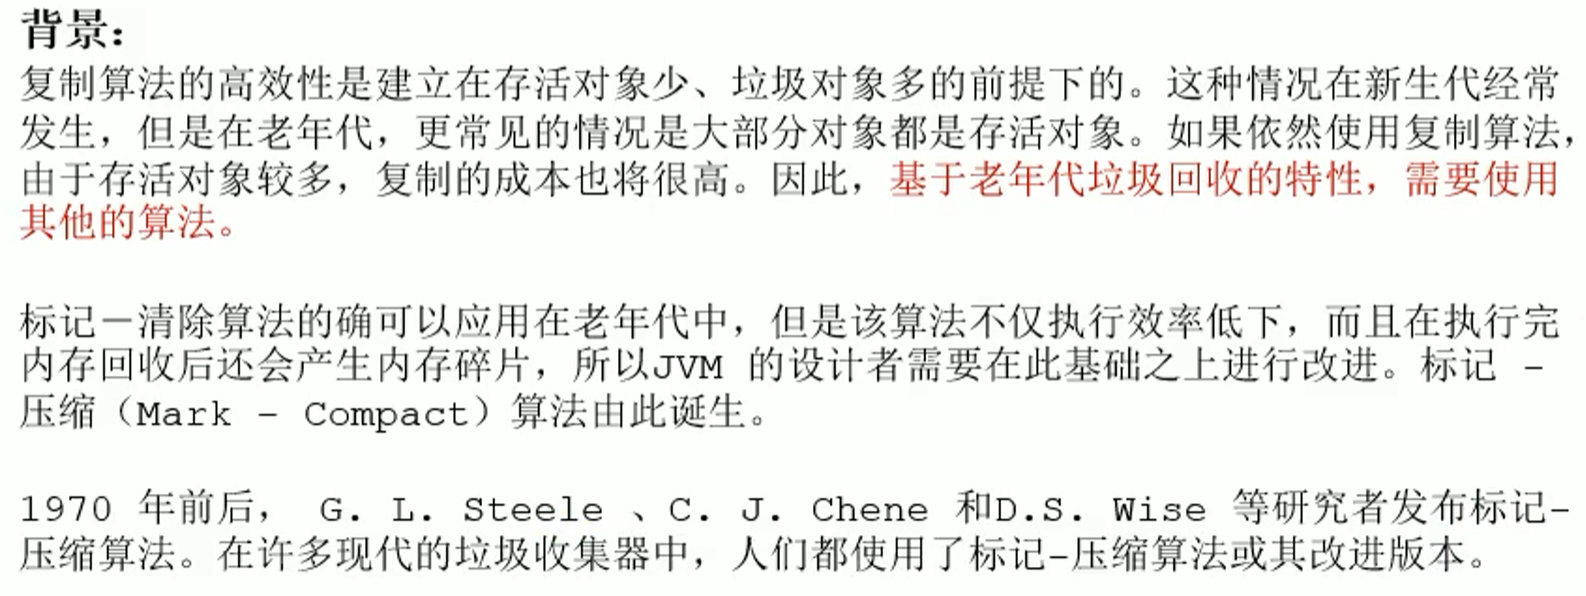 背景：
复制算法的高效性是建立在存活对象少、垃圾对象多的前提下的。这种情况在新生代经常
发生，但是在老年代，更常见的情况是大部分对象都是存活对象。如果依然使用复制算法，
由于存活对象较多，复制的成本也将很高。因此，基于老年代垃圾回收的特性，需要使用
其他的算法。
标记－清除算法的确可以应用在老年代中，但是该算法不仅执行效率低下，而且在执行完
内存回收后还会产生内存碎片，所以JVM 的设计者需要在此基础之上进行改进。标记 -
压缩（Mark - Compact）算法由此诞生。
1970 年前后， G. L. Steele 、C. J. Chene 和D.S. Wise 等研究者发布标记-
压缩算法。在许多现代的垃圾收集器中，人们都使用了标记-压缩算法或其改进版本。